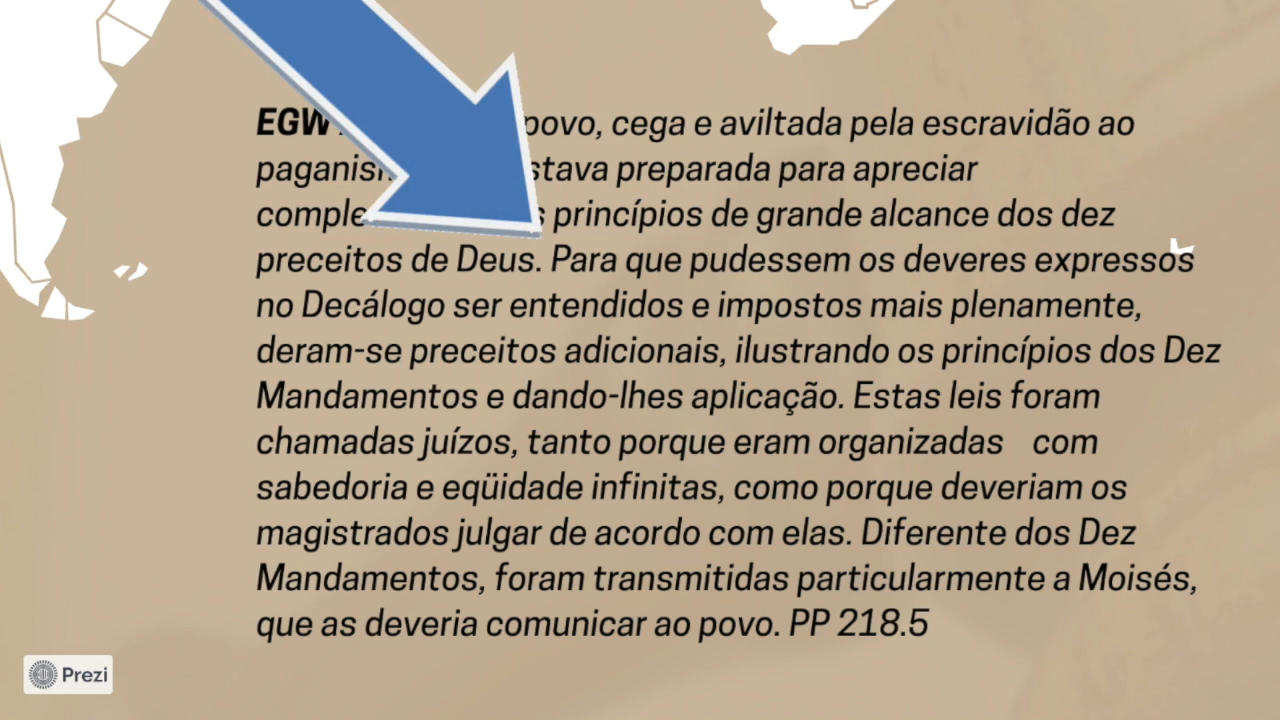 EGW povo, cega e aviltada pela escravidão ao
stava preparada para apreciar
princípios de grande alcance dos dez
preceitos de Deus. Para que pudessem os deveres expressos
no Decálogo ser entendidos e impostos mais plenamente,
deram-se preceitos adicionais, ilustrando os princípios dos Dez
Mandamentos e dando-lhes aplicação. Estas leis foram
chamadas juízos, tanto porque eram organizadas com
sabedoria e eqüidade infinitas, como porque deveriam os
magistrados julgar de acordo com elas. Diferente dos Dez
Mandamentos, foram transmitidas particularmente a Moisés,
que as deveria comunicar ao povo. PP 218.5
Prezi